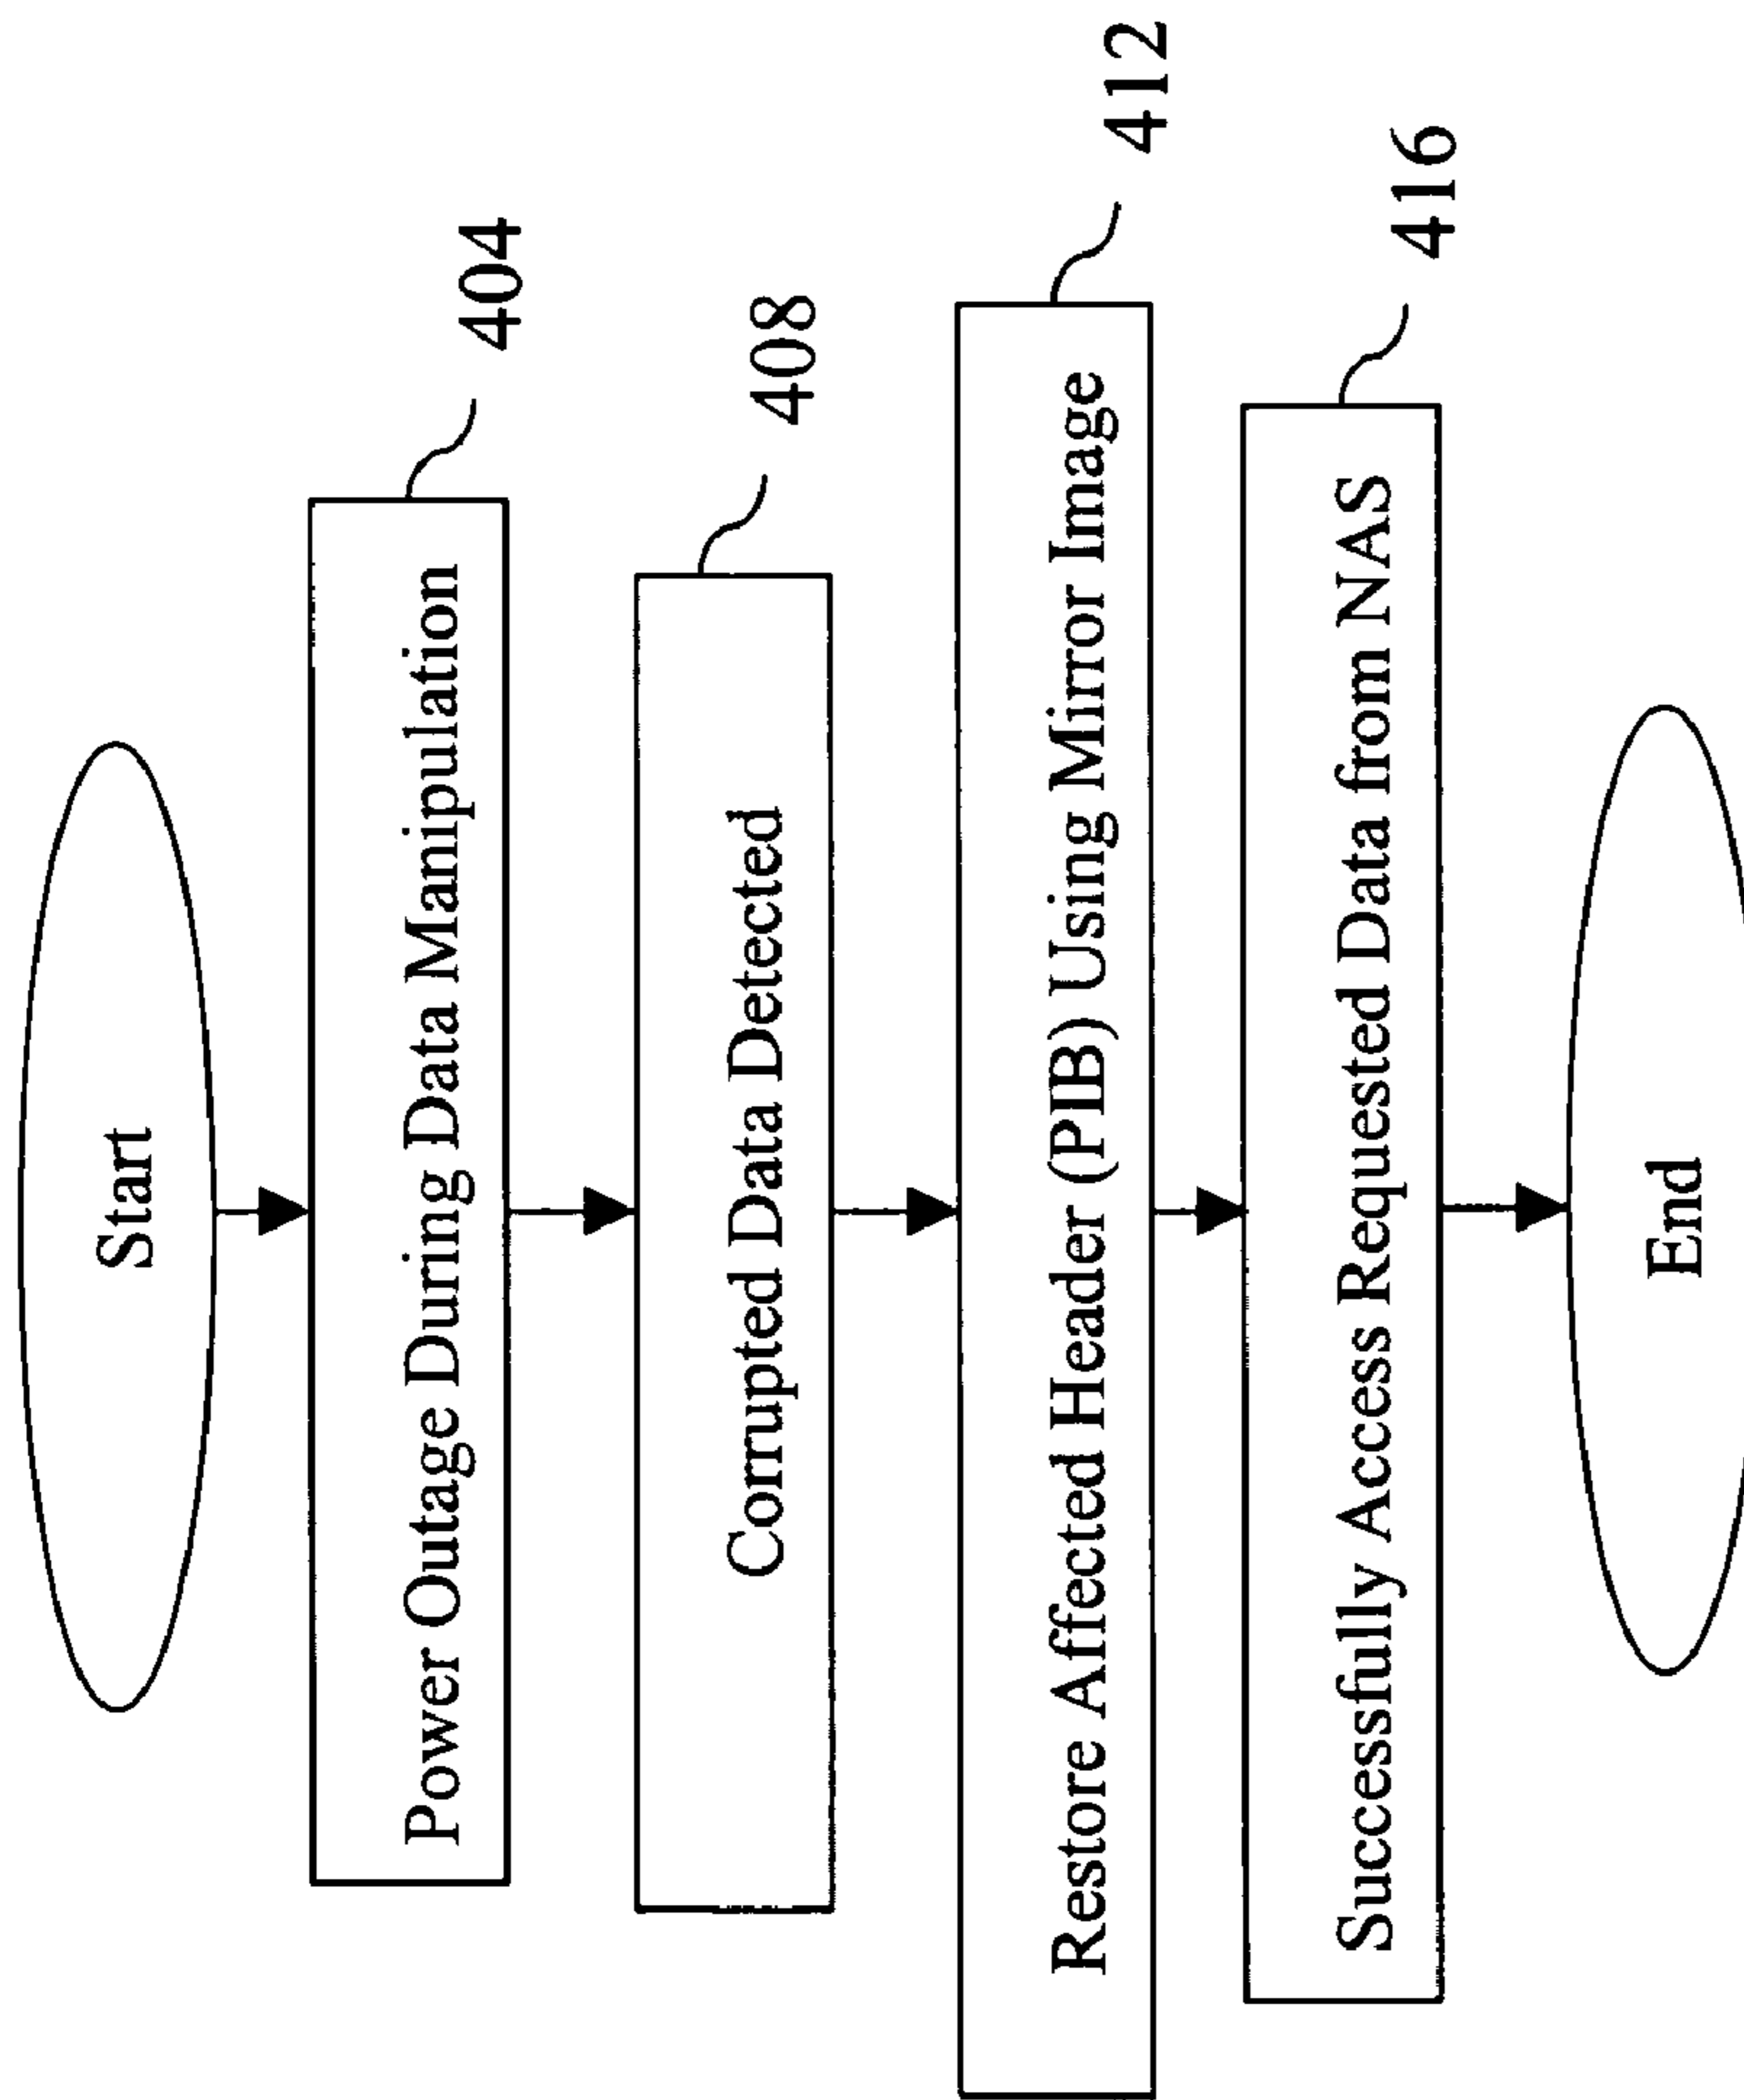 Start
Power Outage During Data Manipulation
404
Corrupted Data Detected
408
Restore Affected Header (PIB) Using Mirror Image
412
Successfully Access Requested Data from NAS
416
End